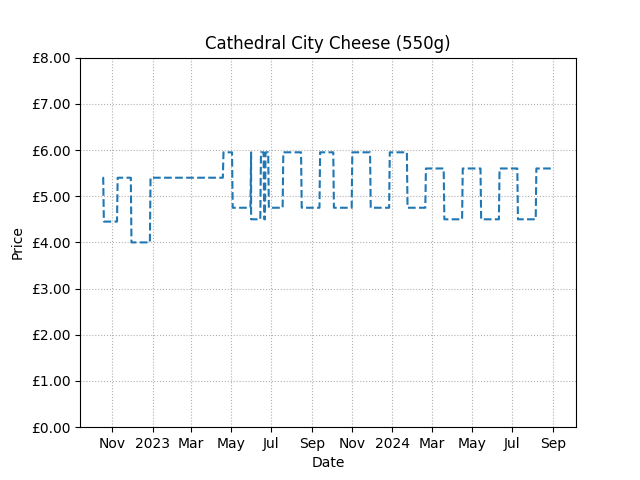 Cathedral City Cheese (550g)
£8.00
£7.00
£6.00
£5.00
£4.00
£3.00
£2.00
£1.00
£0.00
Price
Nov 2023 Mar May Jul Sep Nov 2024 Mar May Jul Sep
Date